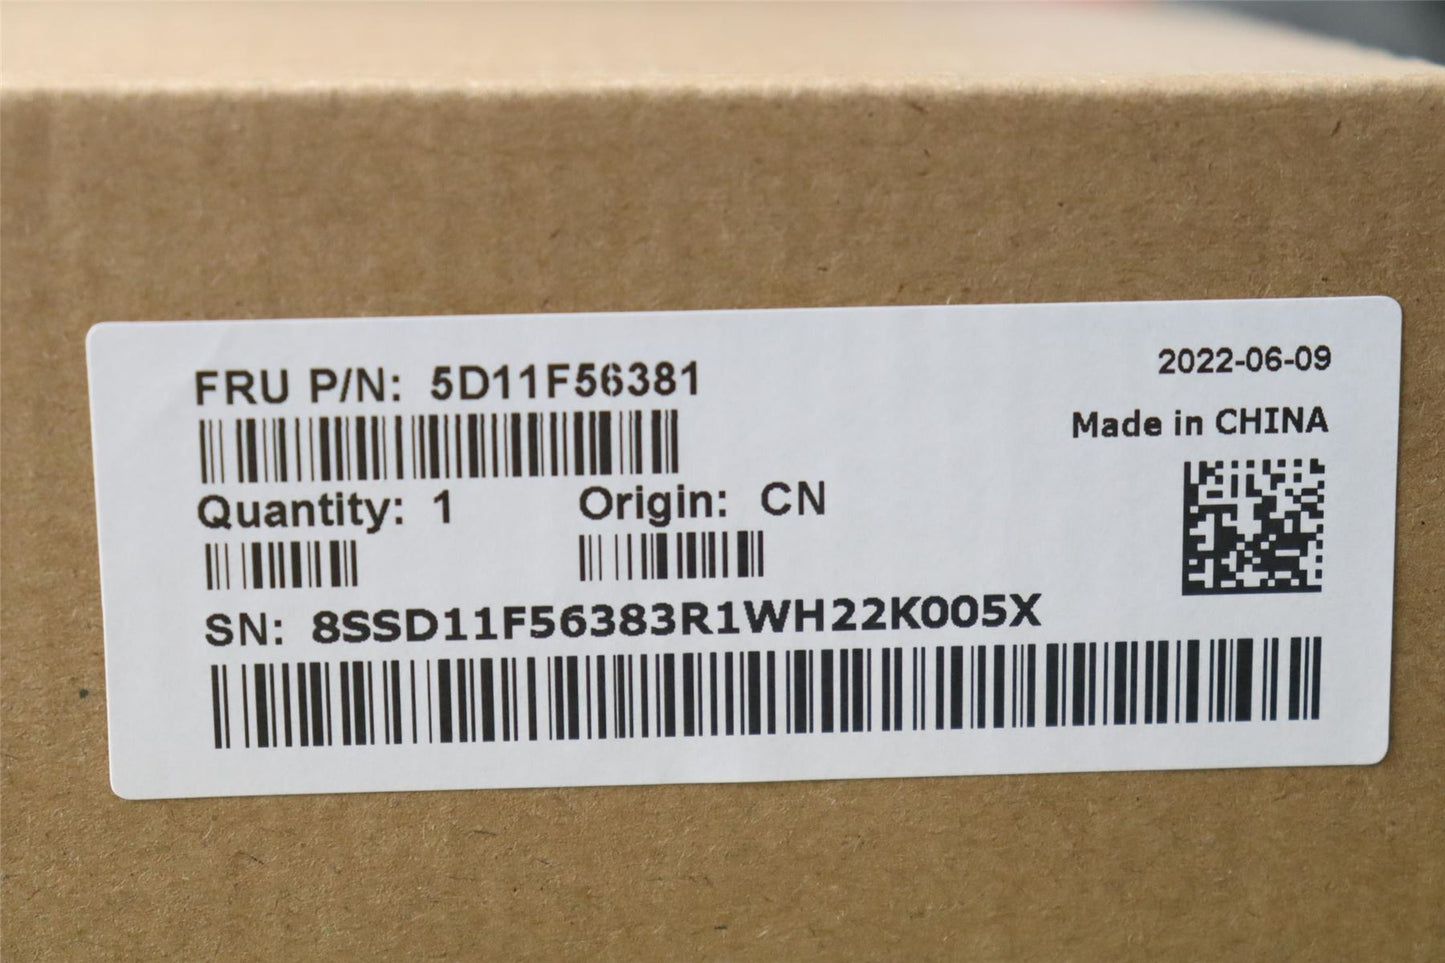 FRU P/N: 5D11F56381
2022-06-09
Made in CHINA
Quantity: 1
Origin: CN
SN: 8SSD11F56383R1WH22K005X